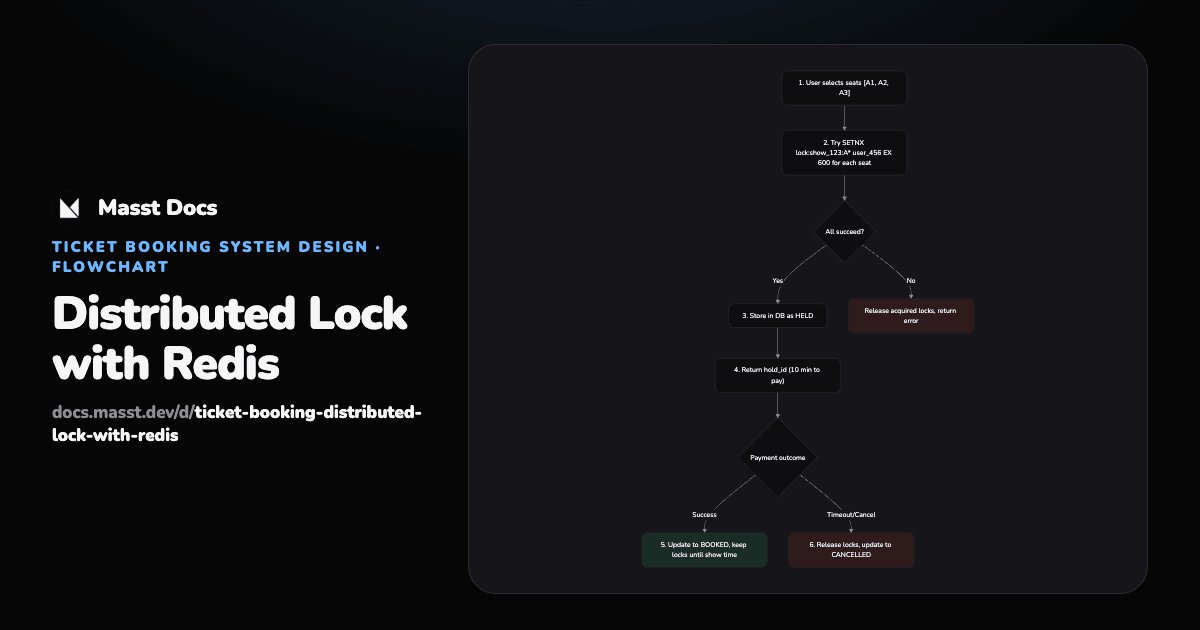 Masst Docs
TICKET BOOKING SYSTEM DESIGN ·
FLOWCHART
Distributed Lock
with Redis
docs.masst.dev/d/ticket-booking-distributed-
lock-with-redis
1. User selects seats [A1, A2,
A3]
2. Try SETNX
lock:show_123:A* user_456 EX
600 for each seat
All succeed?
Yes
No
3. Store in DB as HELD
Release acquired locks, return
error
4. Return hold_id (10 min to
pay)
Payment outcome
Success
Timeout/Cancel
5. Update to BOOKED, keep
locks until show time
6. Release locks, update to
CANCELLED